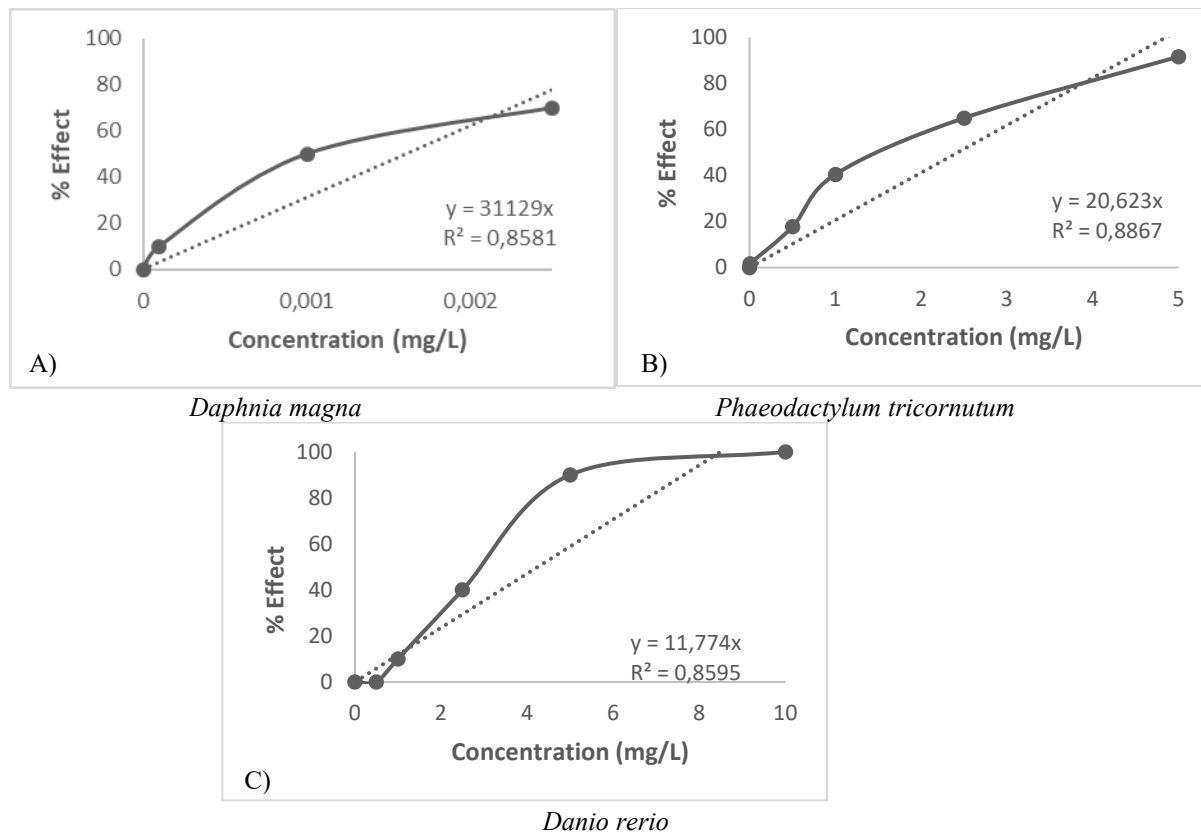 100
80
60
40
20
0
% Effect
y = 31129x
R² = 0,8581
0 0,001 0,002
Concentration (mg/L)
A)
100
80
60
40
20
0
% Effect
y = 20,623x
R² = 0,8867
0 1 2 3 4 5
Concentration (mg/L)
B)
Daphnia magna
Phaeodactylum tricornutum
100
80
60
40
20
0
% Effect
y = 11,774x
R² = 0,8595
0 2 4 6 8 10
Concentration (mg/L)
C)
Danio rerio